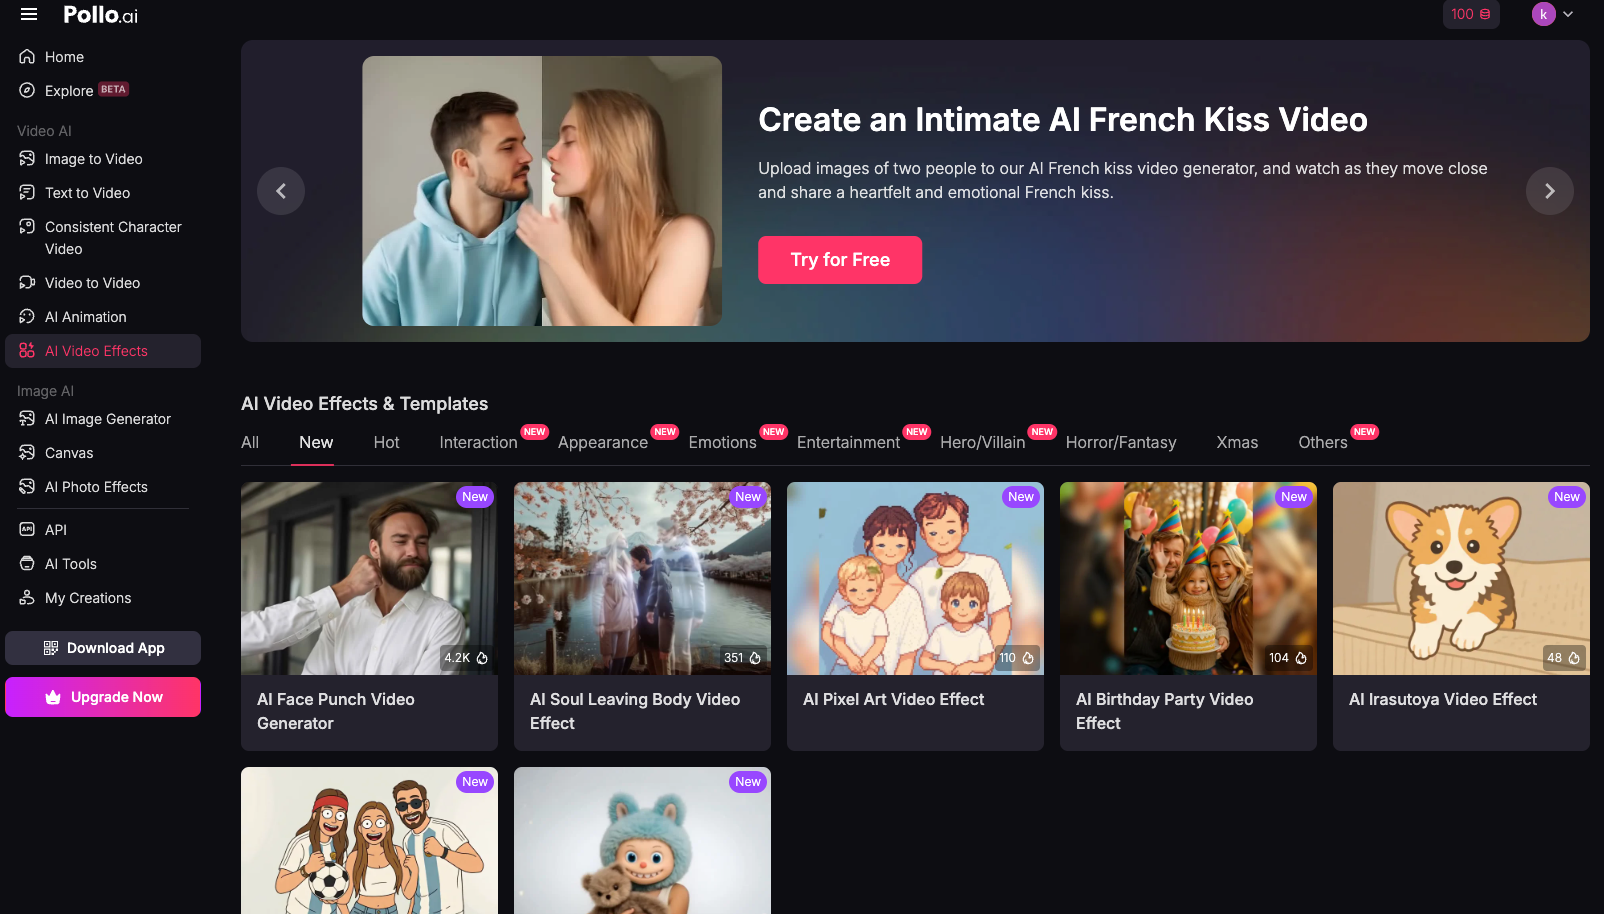 Pollo.ai
100
k
Home
Explore BETA
Video AI
Image to Video
Text to Video
Consistent Character
Video
Video to Video
AI Animation
AI Video Effects
Image AI
AI Image Generator
Canvas
AI Photo Effects
API
API
AI Tools
My Creations
Download App
Upgrade Now
Create an Intimate AI French Kiss Video
Upload images of two people to our AI French kiss video generator, and watch as they move close
and share a heartfelt and emotional French kiss.
Try for Free
AI Video Effects & Templates
All
New
Hot
Interaction NEW
Appearance NEW
Emotions NEW
Entertainment NEW
Hero/Villain NEW
Horror/Fantasy
Xmas
Others NEW
New
4.2K
AI Face Punch Video
Generator
New
351
AI Soul Leaving Body Video
Effect
New
110
AI Pixel Art Video Effect
New
104
AI Birthday Party Video
Effect
New
48
AI Irasutoya Video Effect
New
New